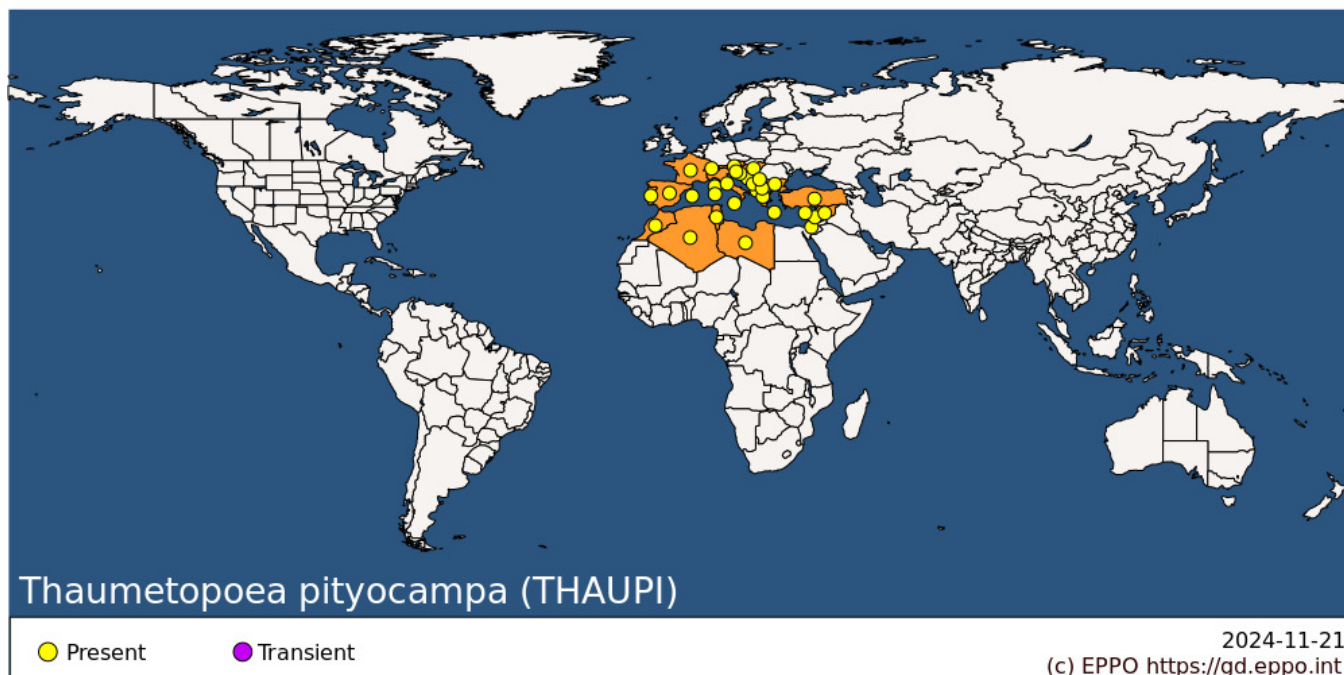 Thaumetopoea pityocampa (THAUPI)
Present
Transient
2024-11-21
(c) EPPO https://gd.eppo.int